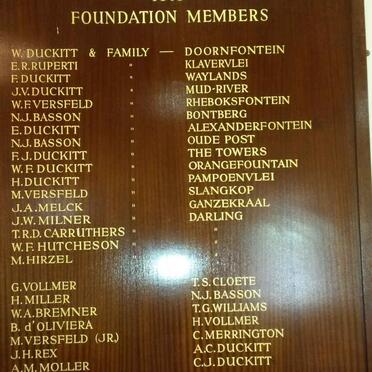 FOUNDATION MEMBERS
W. DUCKITT & FAMILY — DOORNFONTEIN
E.R. RUPERTI " KLAVERVLEI
F. DUCKITT " WAYLANDS
J.V. DUCKITT " MUD-RIVER
W.F. VERSFELD " RHEBOKSFONTEIN
N.J. BASSON " BONTBERG
E. DUCKITT " ALEXANDERFONTEIN
N.J. BASSON " OUDE POST
F.J. DUCKITT " THE TOWERS
W.F. DUCKITT " ORANGEFOUNTAIN
H. DUCKITT " PAMPOENVLEI
M. VERSFELD " SLANGKOP
J.A. MELCK " GANZEKRAAL
J.W. MILNER " DARLING
T.R.D. CARRUTHERS " "
W.F. HUTCHESON " "
M. HIRZEL " "
G. VOLLMER T.S. CLOETE
H. MILLER N.J. BASSON
W.A. BREMNER T.G. WILLIAMS
B. d'OLIVIERA H. VOLLMER
M. VERSFELD (JR.) C. MERRINGTON
J.H. REX A.C. DUCKITT
A.M. MOLLER C.J. DUCKITT